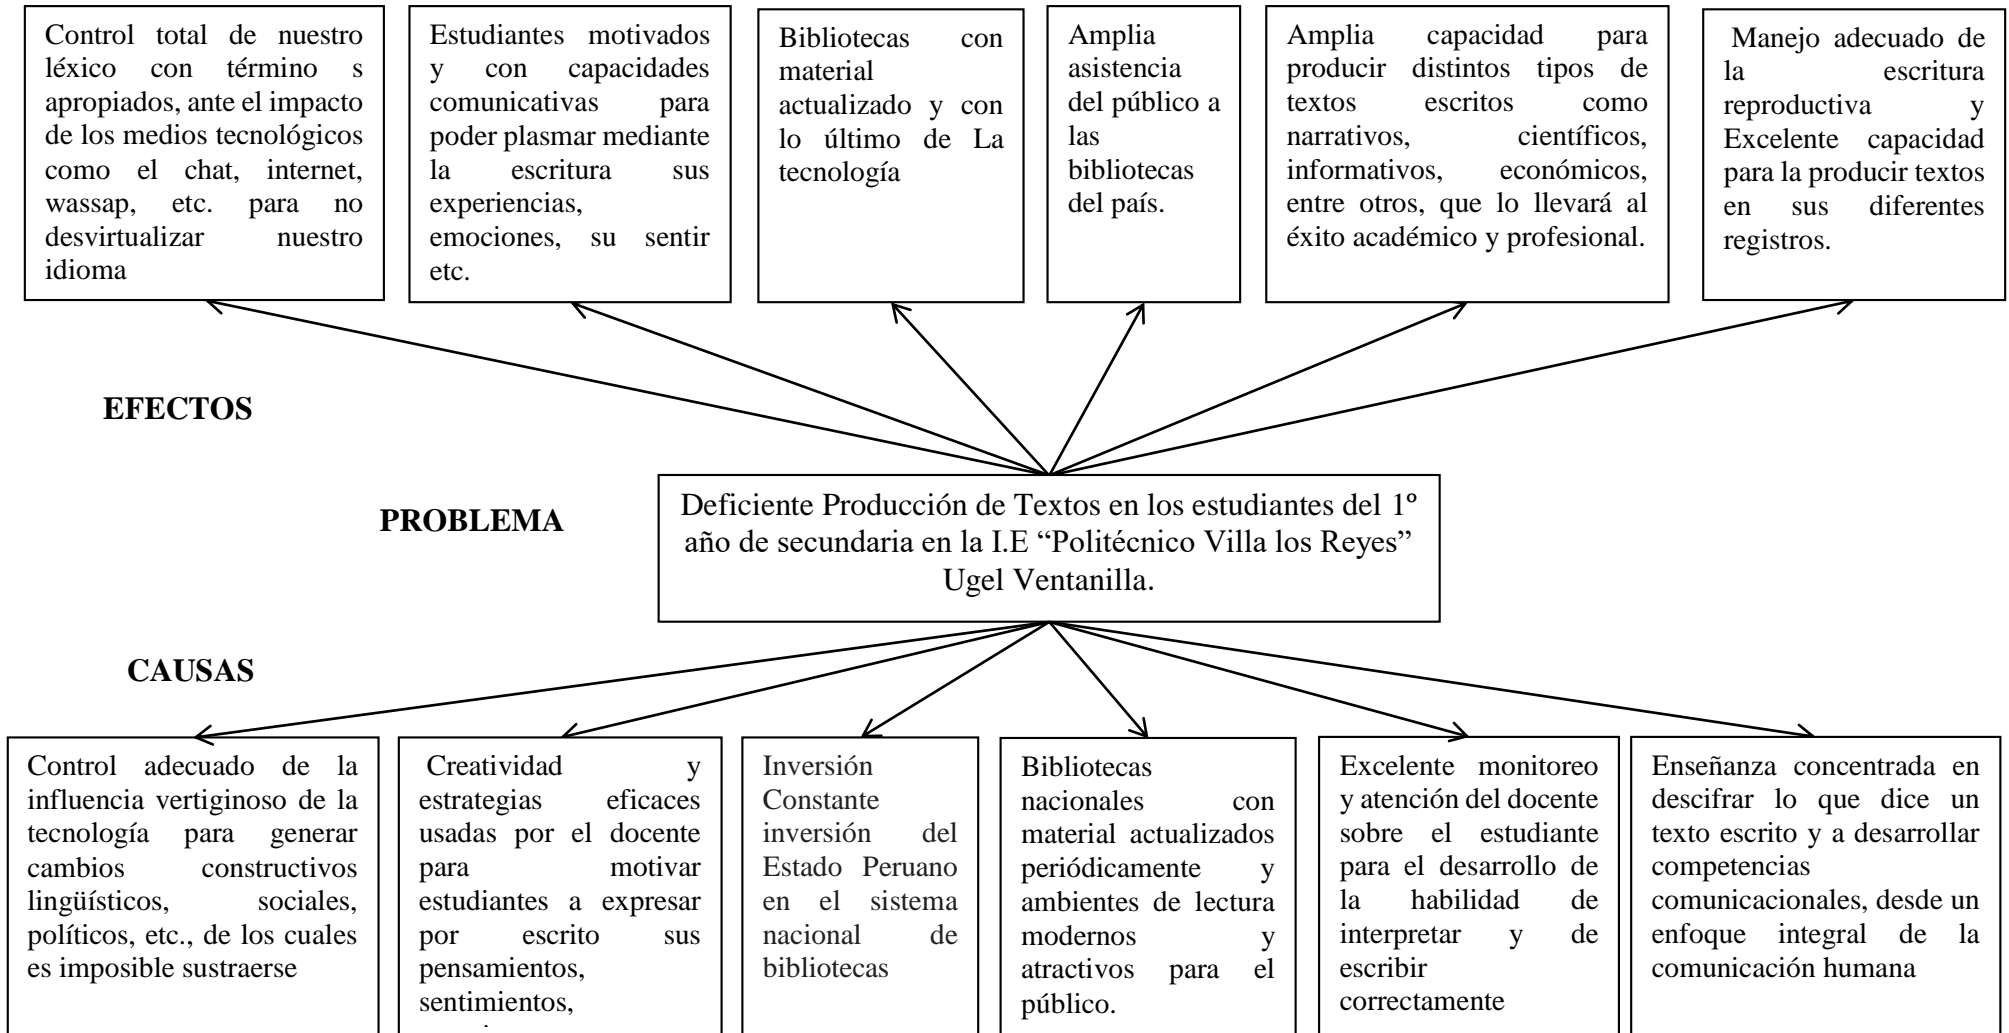 Control total de nuestro
léxico con término s
apropiados, ante el impacto
de los medios tecnológicos
como el chat, internet,
wassap, etc. para no
desvirtualizar nuestro
idioma
Estudiantes motivados
y con capacidades
comunicativas para
poder plasmar mediante
la escritura sus
experiencias,
emociones, su sentir
etc.
Bibliotecas con
material
actualizado y con
lo último de La
tecnología
Amplia
asistencia
del público a
las
bibliotecas
del país.
Amplia capacidad para
producir distintos tipos de
textos escritos como
narrativos, científicos,
informativos, económicos,
entre otros, que lo llevará al
éxito académico y profesional.
Manejo adecuado de
la escritura
reproductiva y
Excelente capacidad
para la producir textos
en sus diferentes
registros.
EFECTOS
PROBLEMA
Deficiente Producción de Textos en los estudiantes del 1º
año de secundaria en la I.E “Politécnico Villa los Reyes”
Ugel Ventanilla.
CAUSAS
Control adecuado de la
influencia vertiginoso de la
tecnología para generar
cambios constructivos
lingüísticos, sociales,
políticos, etc., de los cuales
es imposible sustraerse
Creatividad y
estrategias eficaces
usadas por el docente
para motivar
estudiantes a expresar
por escrito sus
pensamientos,
sentimientos,
Inversión
Constante
inversión del
Estado Peruano
en el sistema
nacional de
bibliotecas
Bibliotecas
nacionales con
material actualizados
periódicamente y
ambientes de lectura
modernos y
atractivos para el
público.
Excelente monitoreo
y atención del docente
sobre el estudiante
para el desarrollo de
la habilidad de
interpretar y de
escribir
correctamente
Enseñanza concentrada en
descifrar lo que dice un
texto escrito y a desarrollar
competencias
comunicacionales, desde un
enfoque integral de la
comunicación humana